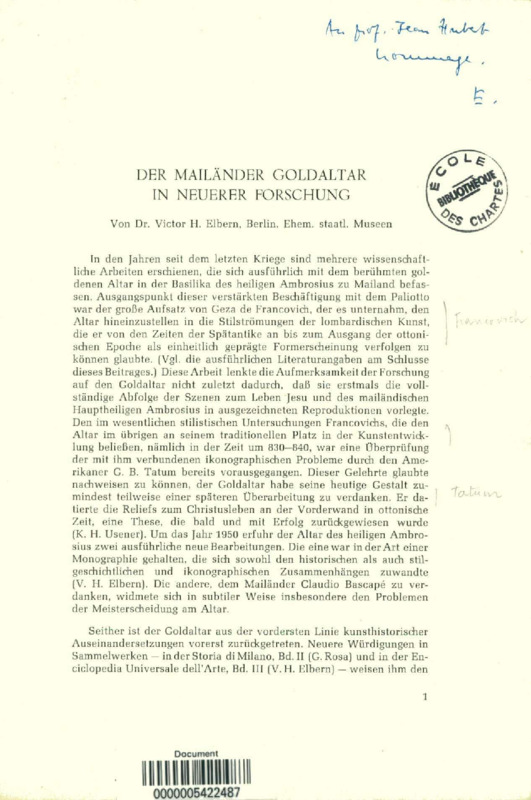 An prof. Jean Hubert
hommage.
E.
ECOLE
BIBLIOTHÈQUE
DES CHARTES
DER MAILÄNDER GOLDALTAR
IN NEUERER FORSCHUNG
Von Dr. Victor H. Elbern, Berlin. Ehem. staatl. Museen
In den Jahren seit dem letzten Kriege sind mehrere wissenschaft-
liche Arbeiten erschienen, die sich ausführlich mit dem berühmten gol-
denen Altar in der Basilika des heiligen Ambrosius zu Mailand befas-
sen. Ausgangspunkt dieser verstärkten Beschäftigung mit dem Paliotto
war der große Aufsatz von Geza de Francovich, der es unternahm, den
Altar hineinzustellen in die Stilströmungen der lombardischen Kunst,
die er von den Zeiten der Spätantike an bis zum Ausgang der ottoni-
schen Epoche als einheitlich geprägte Formerscheinung verfolgen zu
können glaubte. (Vgl. die ausführlichen Literaturangaben am Schlusse
dieses Beitrages.) Diese Arbeit lenkte die Aufmerksamkeit der Forschung
auf den Goldaltar nicht zuletzt dadurch, daß sie erstmals die voll-
ständige Abfolge der Szenen zum Leben Jesu und des mailändischen
Hauptheiligen Ambrosius in ausgezeichneten Reproduktionen vorlegte.
Den im wesentlichen stilistischen Untersuchungen Francovichs, die den
Altar im übrigen an seinem traditionellen Platz in der Kunstentwick-
lung beließen, nämlich in der Zeit um 830–840, war eine Überprüfung
der mit ihm verbundenen ikonographischen Probleme durch den Ame-
rikaner G. B. Tatum bereits vorausgegangen. Dieser Gelehrte glaubte
nachweisen zu können, der Goldaltar habe seine heutige Gestalt zu-
mindest teilweise einer späteren Überarbeitung zu verdanken. Er da-
tierte die Reliefs zum Christusleben an der Vorderwand in ottonische
Zeit, eine These, die bald und mit Erfolg zurückgewiesen wurde
(K. H. Usener). Um das Jahr 1950 erfuhr der Altar des heiligen Ambro-
sius zwei ausführliche neue Bearbeitungen. Die eine war in der Art einer
Monographie gehalten, die sich sowohl den historischen als auch stil-
geschichtlichen und ikonographischen Zusammenhängen zuwandte
(V. H. Elbern). Die andere, dem Mailänder Claudio Bascapé zu ver-
danken, widmete sich in subtiler Weise insbesondere den Problemen
der Meisterscheidung am Altar.
Francovich
Tatum
Seither ist der Goldaltar aus der vordersten Linie kunsthistorischer
Auseinandersetzungen vorerst zurückgetreten. Neuere Würdigungen in
Sammelwerken — in der Storia di Milano, Bd. II (G. Rosa) und in der En-
ciclopedia Universale dell'Arte, Bd. III (V. H. Elbern) — weisen ihm den
1
Document
0000005422487